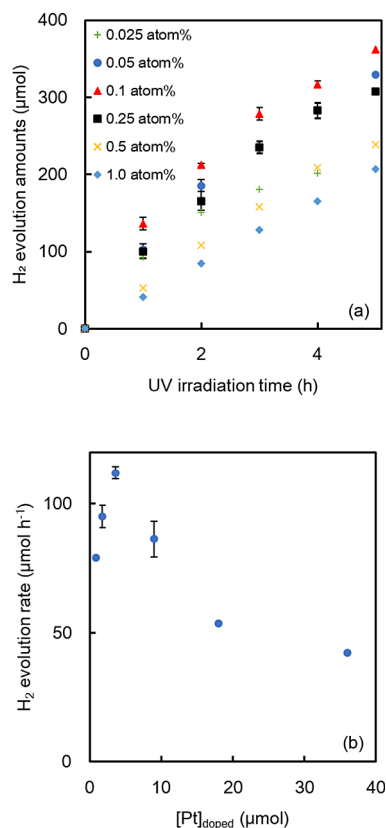 400
300
200
100
0
H₂ evolution amounts (μmol)
0.025 atom%
0.05 atom%
0.1 atom%
0.25 atom%
0.5 atom%
1.0 atom%
(a)
0 2 4
UV irradiation time (h)
100
50
0
H₂ evolution rate (μmol h⁻¹)
(b)
0 10 20 30 40
[Pt]doped (μmol)